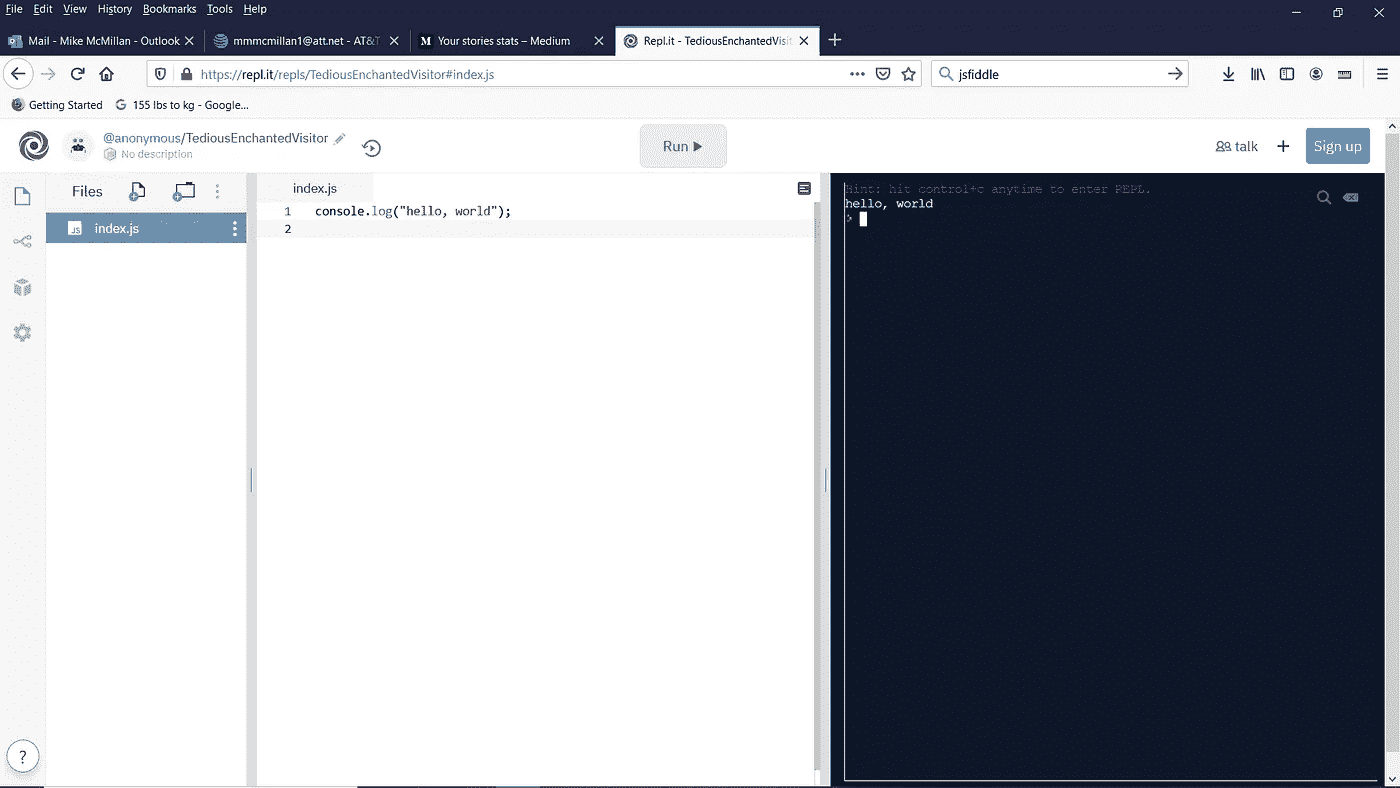 File Edit View History Bookmarks Tools Help
Mail - Mike McMillan - Outlook mmmcmillan1@att.net - AT&T Your stories stats – Medium Repl.it - TediousEnchantedVisit
https://repl.it/repls/TediousEnchantedVisitor#index.js jsfiddle
Getting Started 155 lbs to kg - Google...
@anonymous/TediousEnchantedVisitor
No description
Run
talk + Sign up
Files
index.js
index.js
1 console.log("hello, world");
2
Hint: hit control+c anytime to enter REPL.
hello, world
>
?